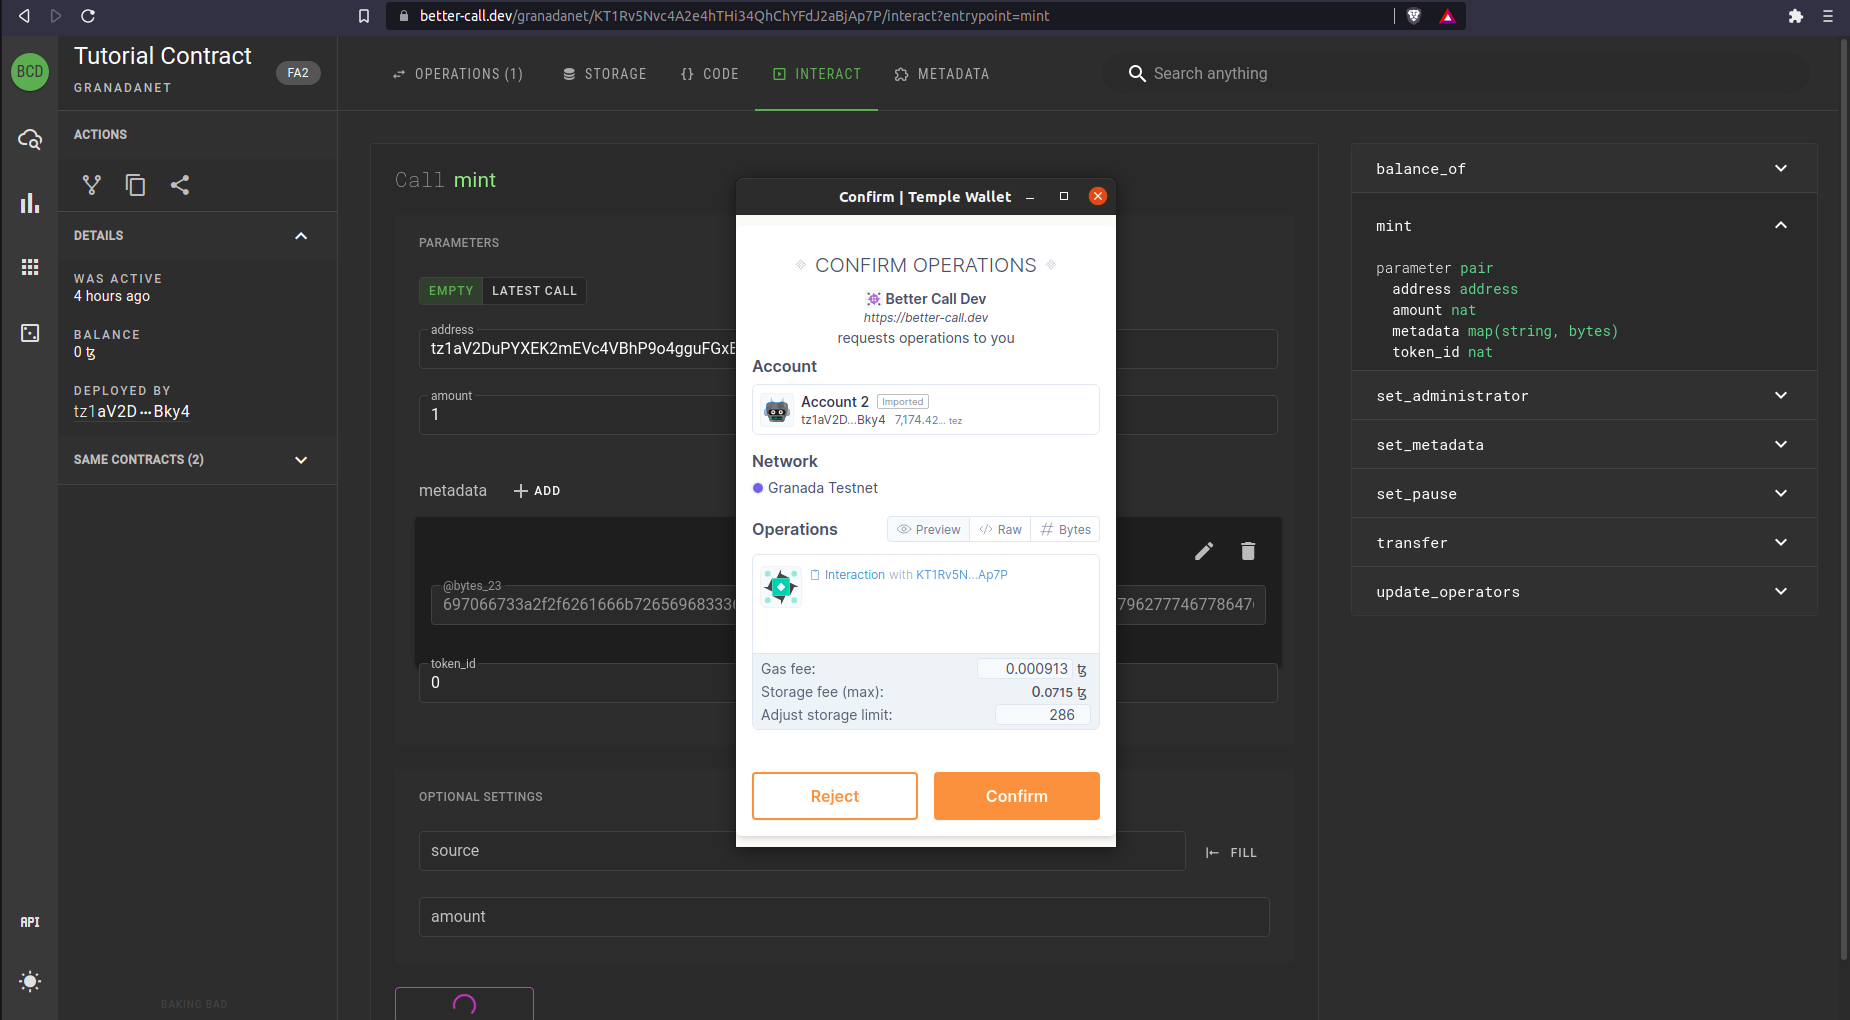 better-call.dev/granadanet/KT1Rv5Nvc4A2e4hTHi34QhChYFdJ2aBjAp7P/interact?entrypoint=mint
BCD
Tutorial Contract
GRANADANET
FA2
OPERATIONS (1)
STORAGE
{} CODE
INTERACT
METADATA
Search anything
ACTIONS
DETAILS
WAS ACTIVE
4 hours ago
BALANCE
0 ꜩ
DEPLOYED BY
tz1aV2D···Bky4
SAME CONTRACTS (2)
API
BAKING BAD
Call mint
PARAMETERS
EMPTY
LATEST CALL
address
tz1aV2DuPYXEK2mEVc4VBhP9o4gguFGxE
amount
1
metadata
+ ADD
@bytes_23
token_id
0
OPTIONAL SETTINGS
source
FILL
amount
Confirm | Temple Wallet
CONFIRM OPERATIONS
Better Call Dev
https://better-call.dev
requests operations to you
Account
Account 2 Imported
tz1aV2D...Bky4 7,174.42... tez
Network
Granada Testnet
Operations
Preview
</> Raw
# Bytes
Interaction with KT1Rv5N...Ap7P
Gas fee: 0.000913 ꜩ
Storage fee (max): 0.0715 ꜩ
Adjust storage limit: 286
Reject
Confirm
balance_of
mint
parameter pair
address address
amount nat
metadata map(string, bytes)
token_id nat
set_administrator
set_metadata
set_pause
transfer
update_operators